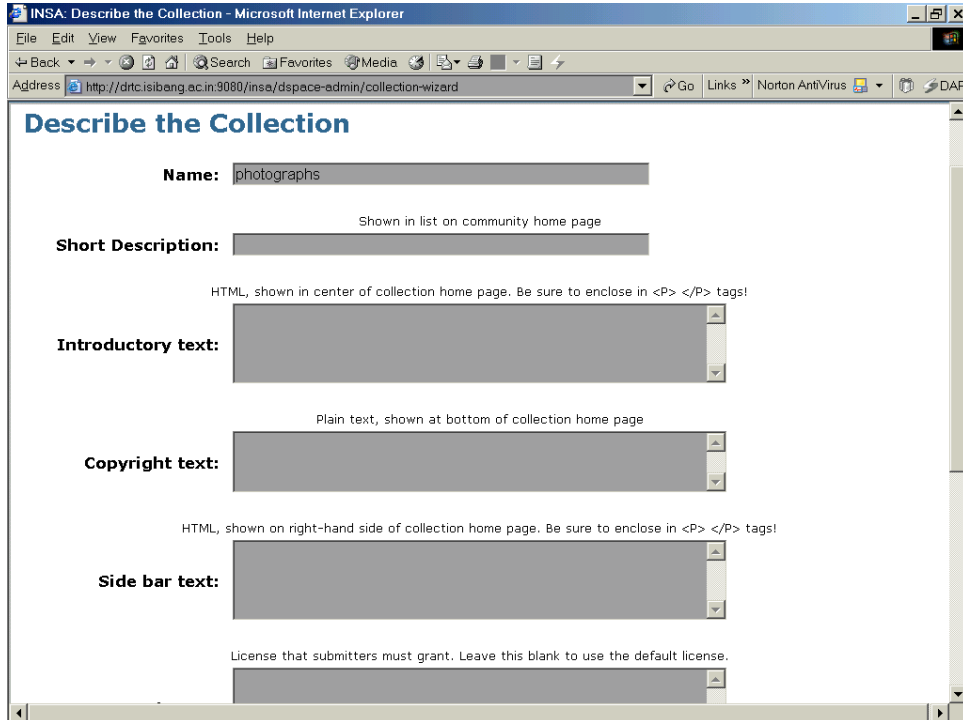 INSA: Describe the Collection - Microsoft Internet Explorer
File Edit View Favorites Tools Help
Back Search Favorites Media
Address http://drtc.isibang.ac.in:9080/insa/dspace-admin/collection-wizard Go Links » Norton AntiVirus DAP
Describe the Collection
Name: photographs
Shown in list on community home page
Short Description:
HTML, shown in center of collection home page. Be sure to enclose in <P> </P> tags!
Introductory text:
Plain text, shown at bottom of collection home page
Copyright text:
HTML, shown on right-hand side of collection home page. Be sure to enclose in <P> </P> tags!
Side bar text:
License that submitters must grant. Leave this blank to use the default license.